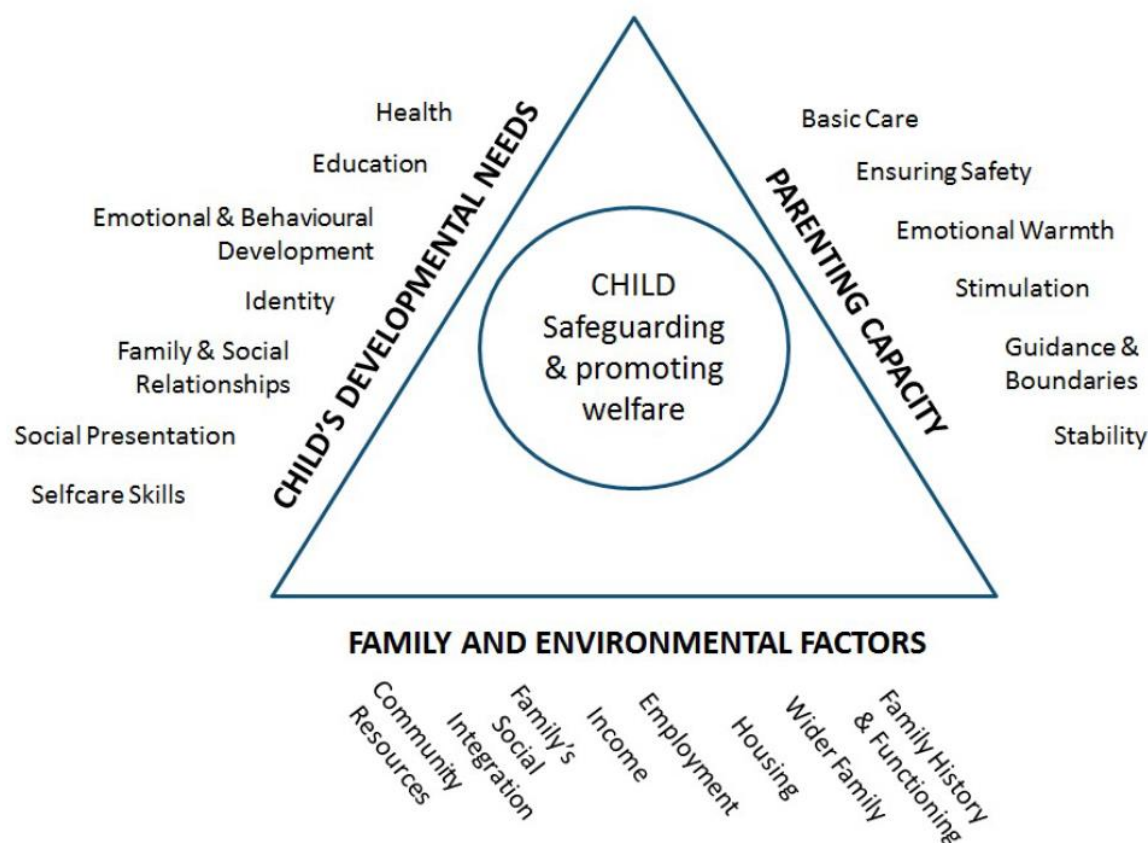 Health
Education
Emotional & Behavioural
Development
Identity
Family & Social
Relationships
Social Presentation
Selfcare Skills
CHILD'S DEVELOPMENTAL NEEDS
CHILD
Safeguarding
& promoting
welfare
PARENTING CAPACITY
Basic Care
Ensuring Safety
Emotional Warmth
Stimulation
Guidance &
Boundaries
Stability
FAMILY AND ENVIRONMENTAL FACTORS
Community
Resources
Family's
Social
Integration
Income
Employment
Housing
Wider Family
Family History
& Functioning